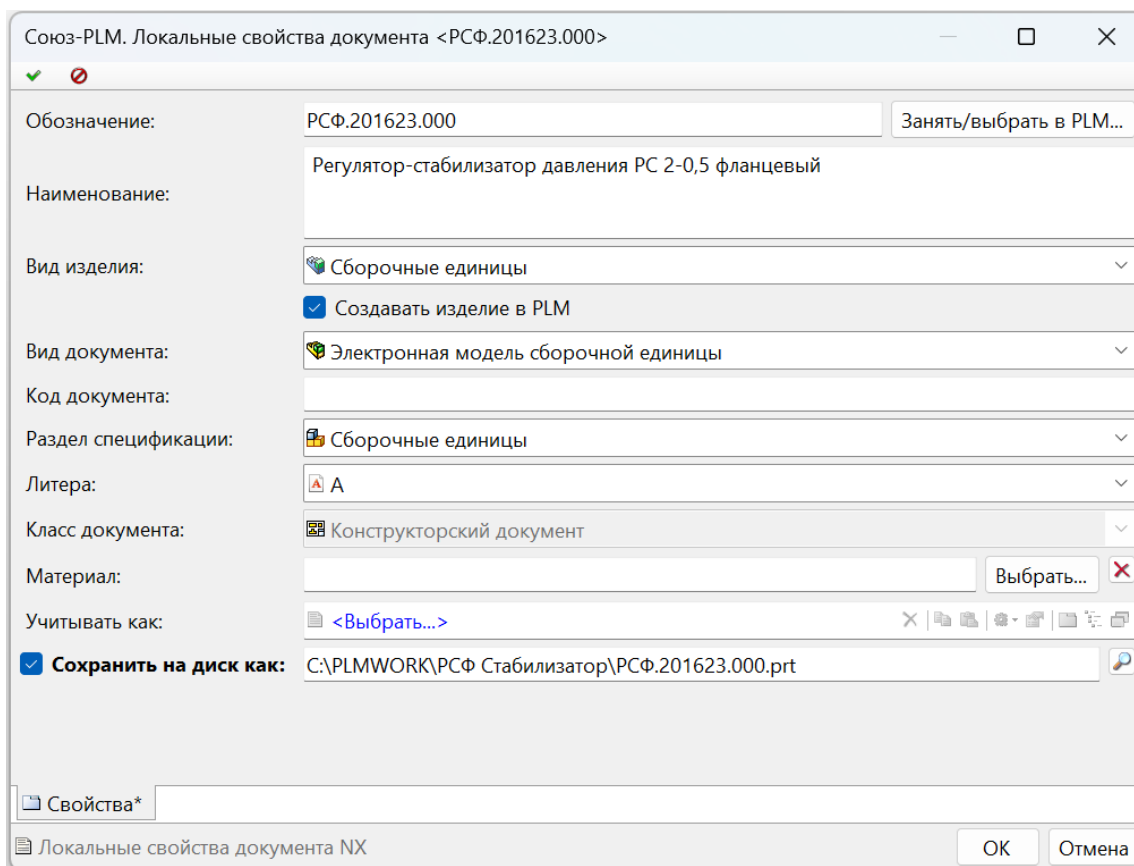 Союз-PLM. Локальные свойства документа <РСФ.201623.000>
Обозначение: РСФ.201623.000 Занять/выбрать в PLM...
Наименование: Регулятор-стабилизатор давления РС 2-0,5 фланцевый
Вид изделия: Сборочные единицы
Создавать изделие в PLM
Вид документа: Электронная модель сборочной единицы
Код документа:
Раздел спецификации: Сборочные единицы
Литера: А
Класс документа: Конструкторский документ
Материал: Выбрать...
Учитывать как: <Выбрать...>
Сохранить на диск как: C:\PLMWORK\РСФ Стабилизатор\РСФ.201623.000.prt
Свойства*
Локальные свойства документа NX ОК Отмена